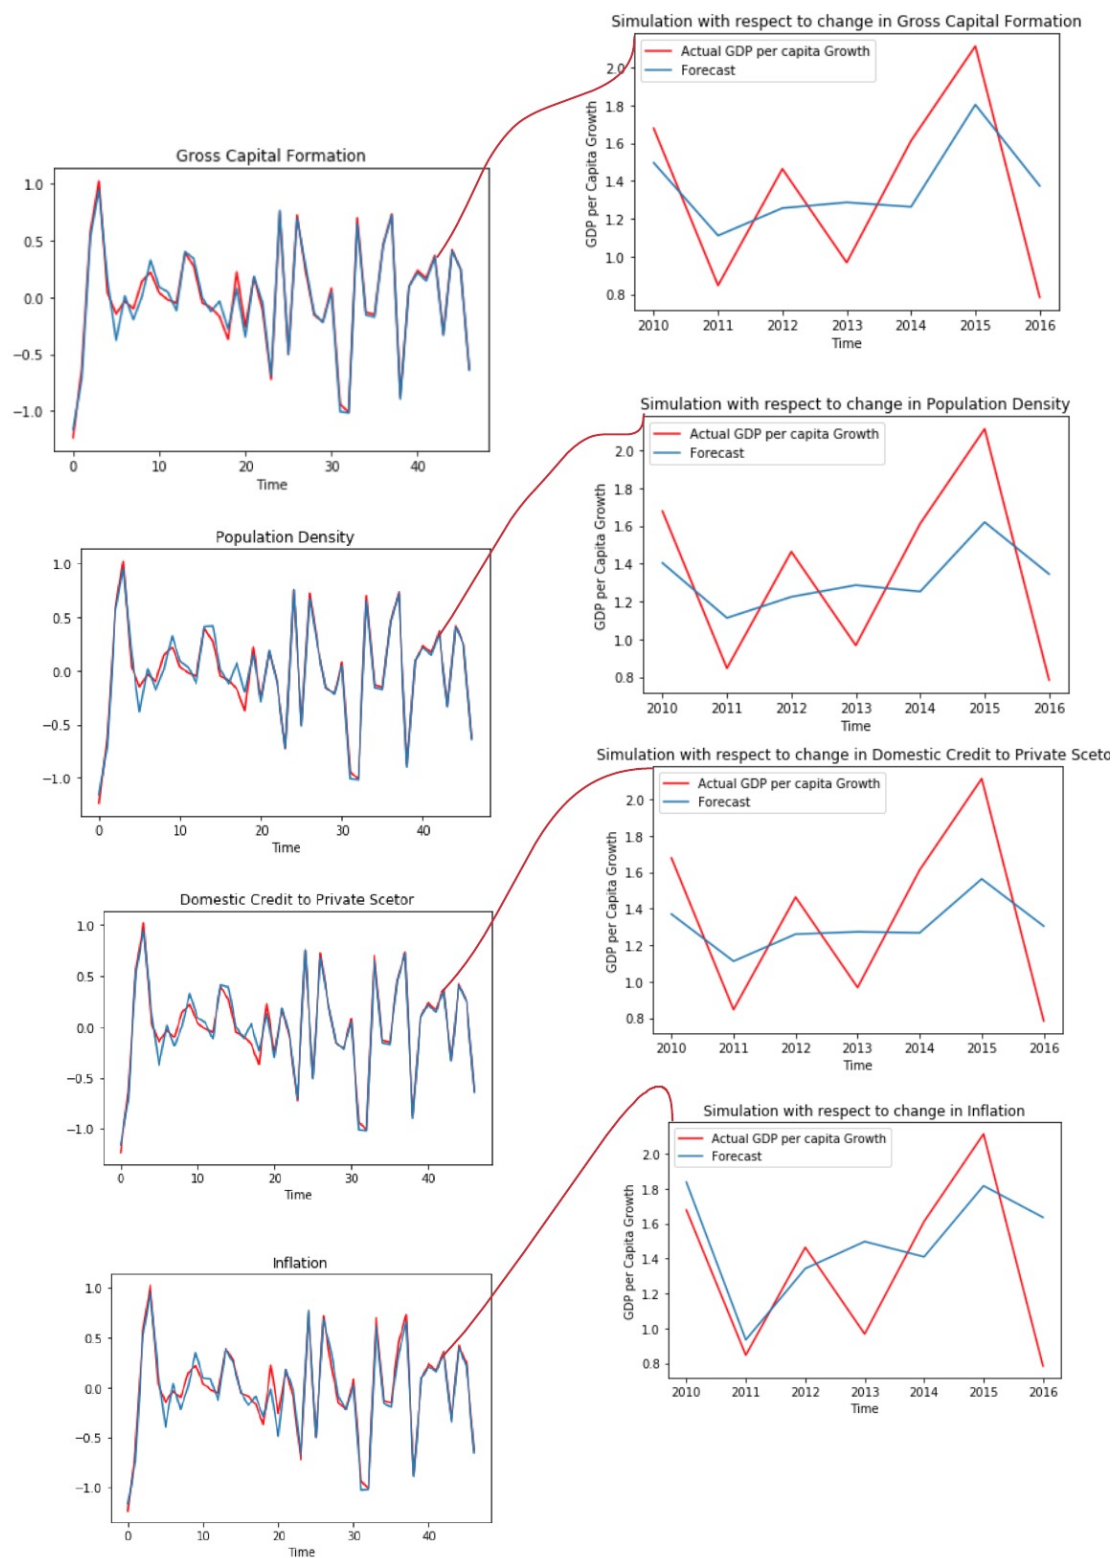 Simulation with respect to change in Gross Capital Formation
Actual GDP per capita Growth
Forecast
2.0
1.8
1.6
1.4
1.2
1.0
0.8
GDP per Capita Growth
2010 2011 2012 2013 2014 2015 2016
Time
Gross Capital Formation
1.0
0.5
0.0
−0.5
−1.0
0 10 20 30 40
Time
Simulation with respect to change in Population Density
Actual GDP per capita Growth
Forecast
2.0
1.8
1.6
1.4
1.2
1.0
0.8
GDP per Capita Growth
2010 2011 2012 2013 2014 2015 2016
Time
Population Density
1.0
0.5
0.0
−0.5
−1.0
0 10 20 30 40
Time
Simulation with respect to change in Domestic Credit to Private Sceto
Actual GDP per capita Growth
Forecast
2.0
1.8
1.6
1.4
1.2
1.0
0.8
GDP per Capita Growth
2010 2011 2012 2013 2014 2015 2016
Time
Domestic Credit to Private Scetor
1.0
0.5
0.0
−0.5
−1.0
0 10 20 30 40
Time
Simulation with respect to change in Inflation
Actual GDP per capita Growth
Forecast
2.0
1.8
1.6
1.4
1.2
1.0
0.8
GDP per Capita Growth
2010 2011 2012 2013 2014 2015 2016
Time
Inflation
1.0
0.5
0.0
−0.5
−1.0
0 10 20 30 40
Time